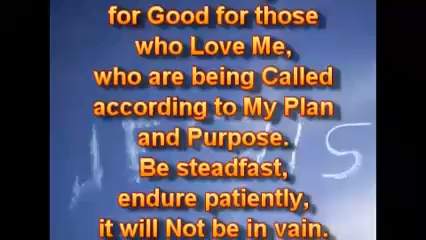 for Good for those
who Love Me,
who are being Called
according to My Plan
and Purpose.
Be steadfast,
endure patiently,
it will Not be in vain.
JESUS